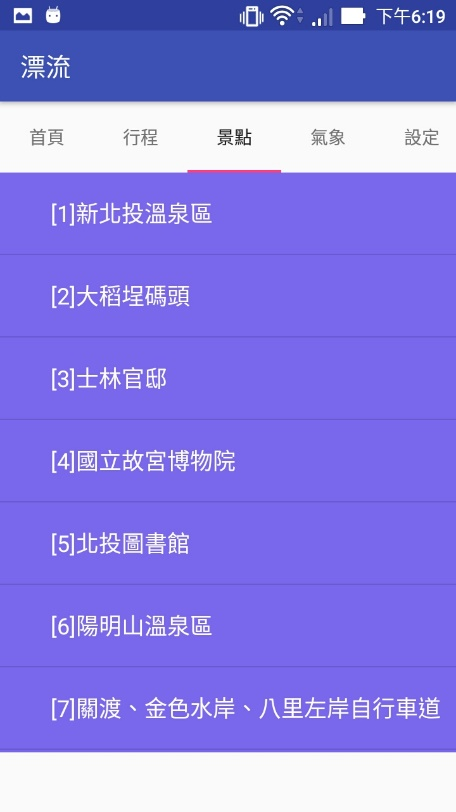 下午6:19
漂流
首頁 行程 景點 氣象 設定
[1]新北投溫泉區
[2]大稻埕碼頭
[3]士林官邸
[4]國立故宮博物院
[5]北投圖書館
[6]陽明山溫泉區
[7]關渡、金色水岸、八里左岸自行車道